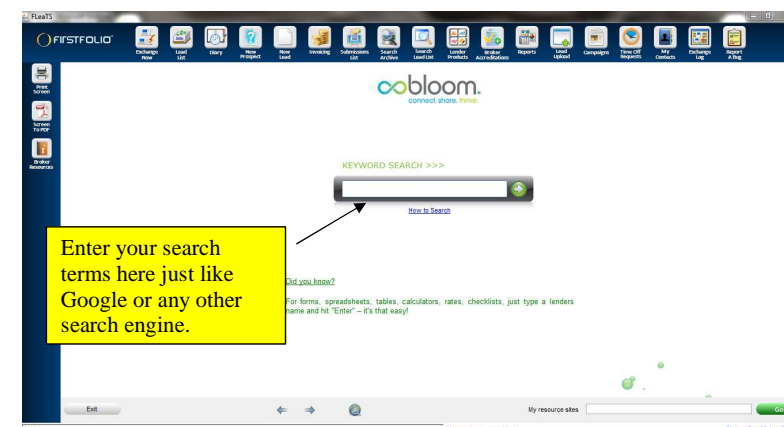 FLeaTS
FIRSTFOLIO
Exchange Now
Lead List
Diary
New Prospect
New Lead
Invoicing
Submissions List
Search Archive
Search Lead List
Lender Products
Broker Accreditations
Reports
Lead Upload
Campaigns
Time Off Requests
My Contacts
Exchange Log
Report A Bug
Print Screen
Screen To PDF
Broker Resources
bloom.
connect. share. thrive.
KEYWORD SEARCH >>>
How to Search
Enter your search
terms here just like
Google or any other
search engine.
Did you know?
For forms, spreadsheets, tables, calculators, rates, checklists, just type a lenders
name and hit "Enter" – it's that easy!
Exit
My resource sites
Go